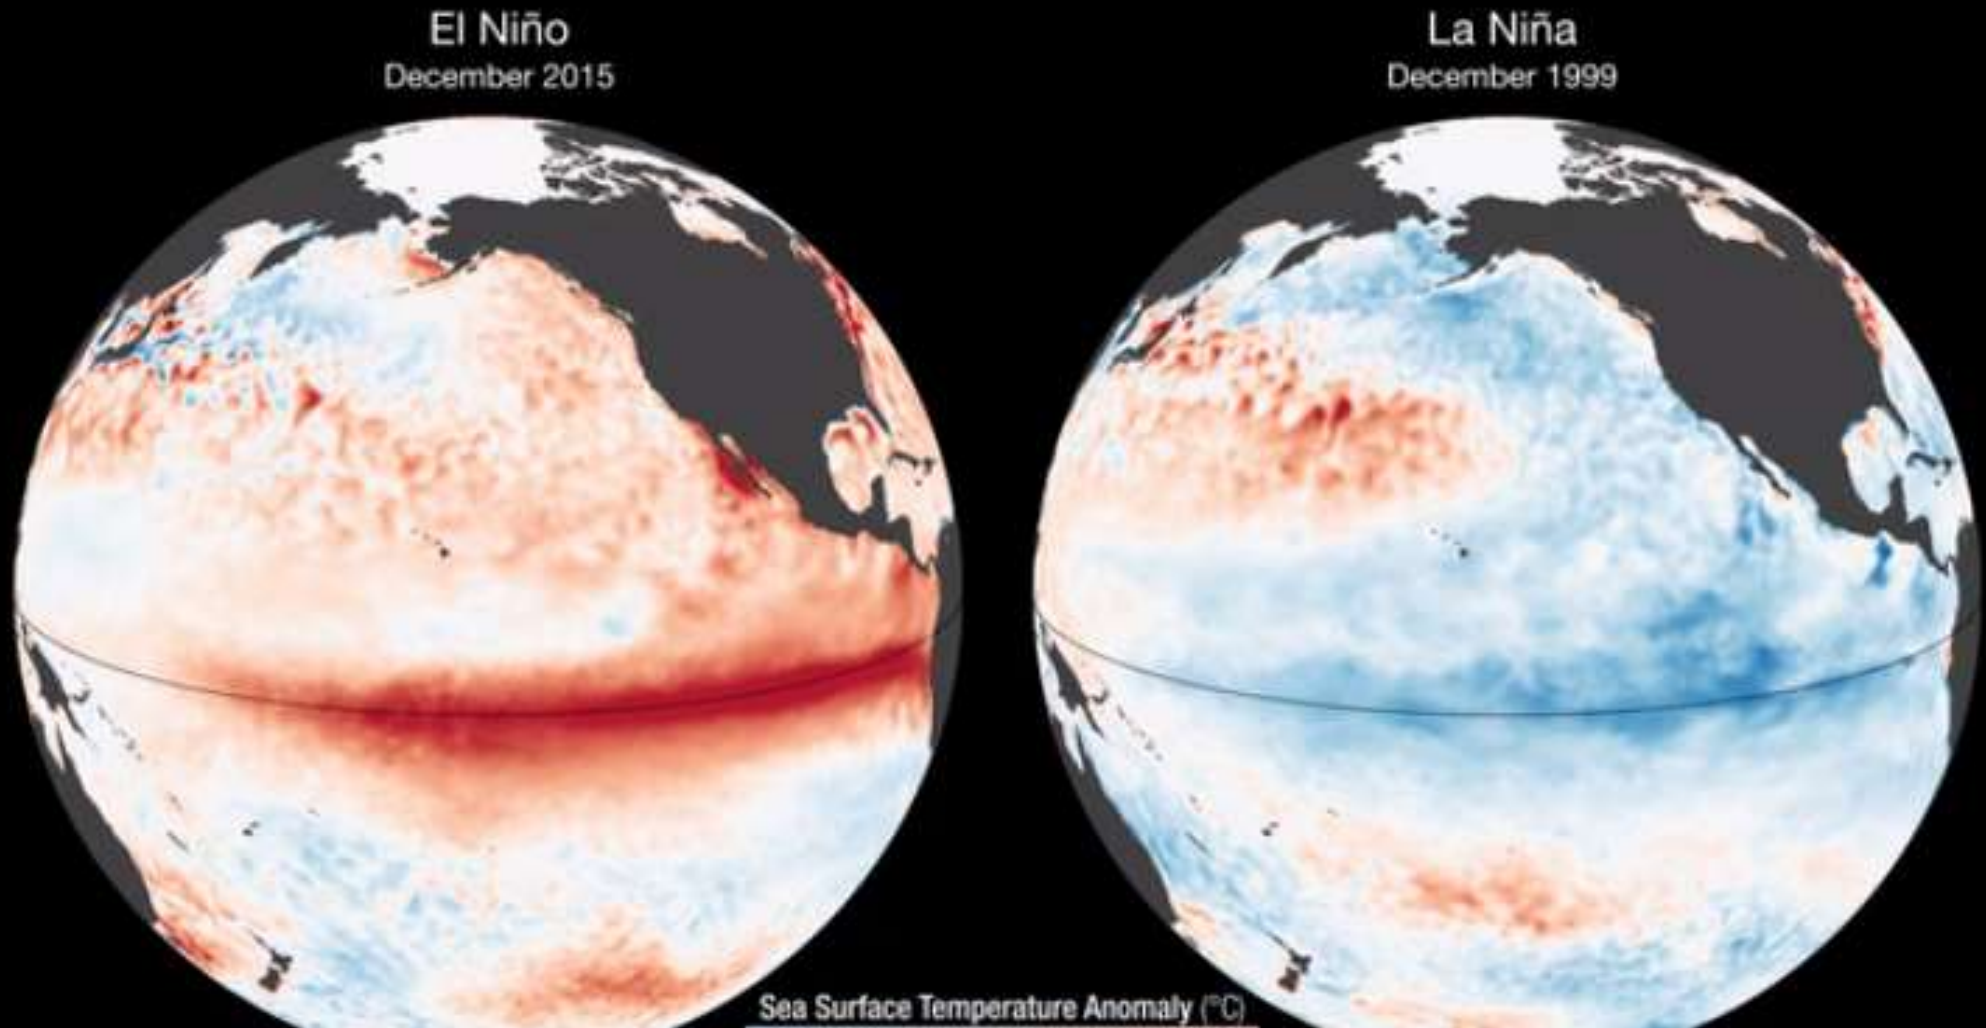 El Niño
December 2015
La Niña
December 1999
Sea Surface Temperature Anomaly (°C)